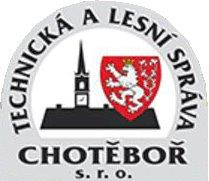 TECHNICKÁ A LESNÍ SPRÁVA
CHOTĚBOŘ
s. r. o.